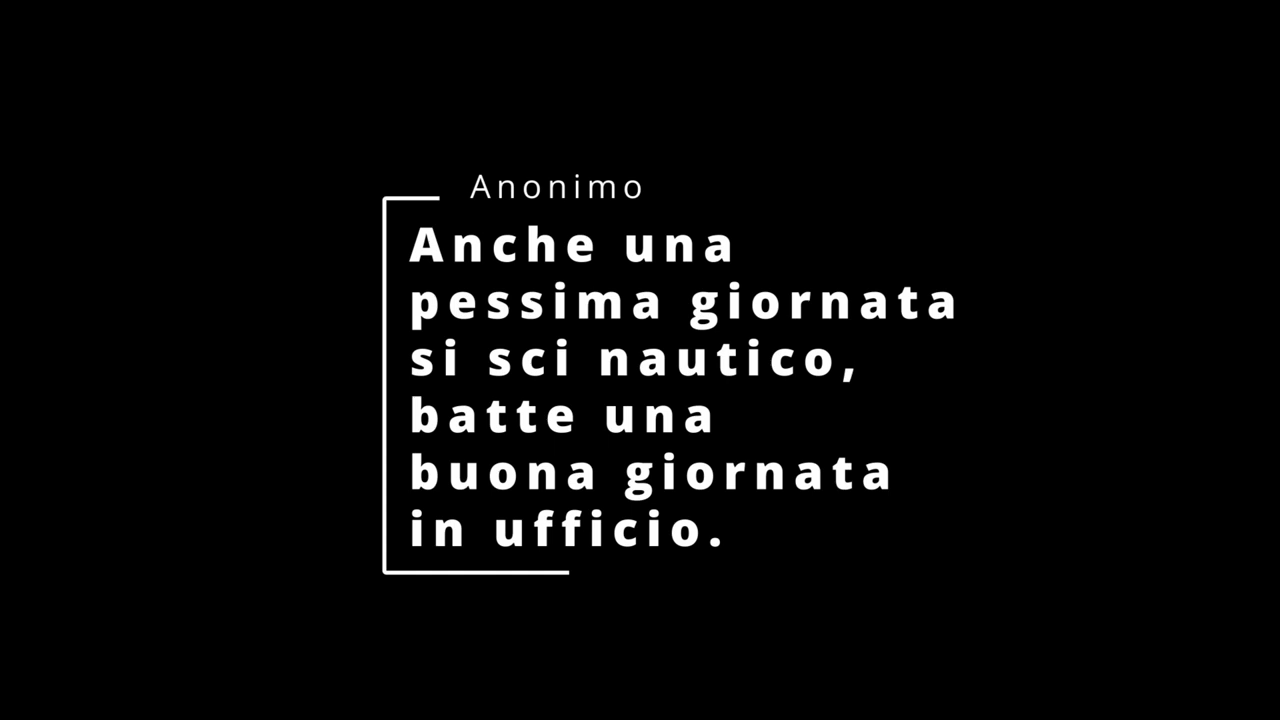 Anonimo
Anche una
pessima giornata
si sci nautico,
batte una
buona giornata
in ufficio.